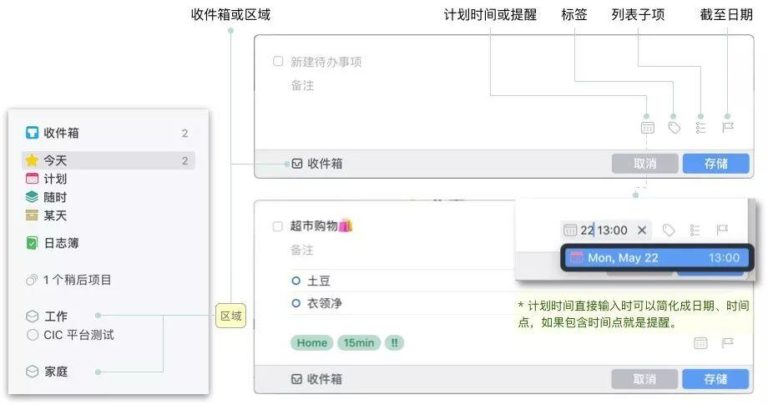 收件箱或区域
计划时间或提醒
标签
列表子项
截至日期
新建待办事项
备注
收件箱
取消
存储
收件箱 2
今天 2
计划
随时
某天
日志簿
1 个稍后项目
工作
CIC 平台测试
家庭
区域
超市购物
备注
土豆
衣领净
Home
15min
!!
收件箱
取消
存储
22 13:00
Mon, May 22 13:00
* 计划时间直接输入时可以简化成日期、时间
点，如果包含时间点就是提醒。